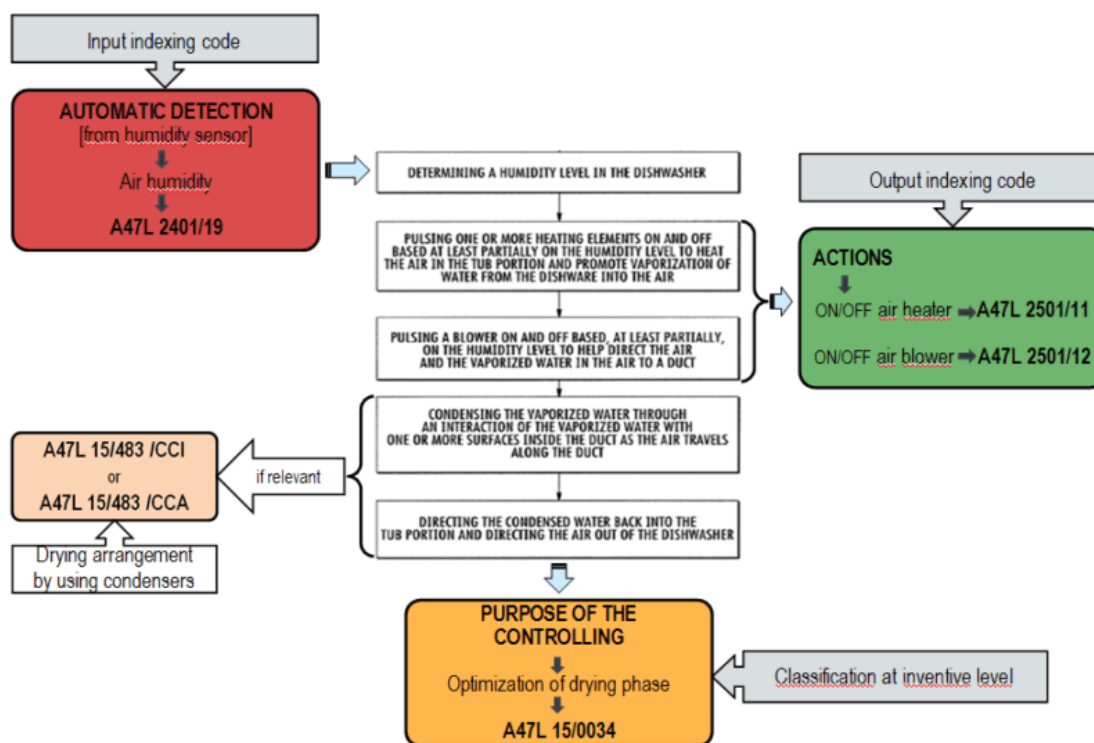 Input indexing code
AUTOMATIC DETECTION
[from humidity sensor]
Air humidity
A47L 2401/19
DETERMINING A HUMIDITY LEVEL IN THE DISHWASHER
PULSING ONE OR MORE HEATING ELEMENTS ON AND OFF
BASED AT LEAST PARTIALLY ON THE HUMIDITY LEVEL TO HEAT
THE AIR IN THE TUB PORTION AND PROMOTE VAPORIZATION OF
WATER FROM THE DISHWARE INTO THE AIR
PULSING A BLOWER ON AND OFF BASED, AT LEAST PARTIALLY,
ON THE HUMIDITY LEVEL TO HELP DIRECT THE AIR
AND THE VAPORIZED WATER IN THE AIR TO A DUCT
Output indexing code
ACTIONS
ON/OFF air heater A47L 2501/11
ON/OFF air blower A47L 2501/12
CONDENSING THE VAPORIZED WATER THROUGH
AN INTERACTION OF THE VAPORIZED WATER WITH
ONE OR MORE SURFACES INSIDE THE DUCT AS THE AIR TRAVELS
ALONG THE DUCT
DIRECTING THE CONDENSED WATER BACK INTO THE
TUB PORTION AND DIRECTING THE AIR OUT OF THE DISHWASHER
A47L 15/483 /CCI
or
A47L 15/483 /CCA
if relevant
Drying arrangement
by using condensers
PURPOSE OF THE
CONTROLLING
Optimization of drying phase
A47L 15/0034
Classification at inventive level